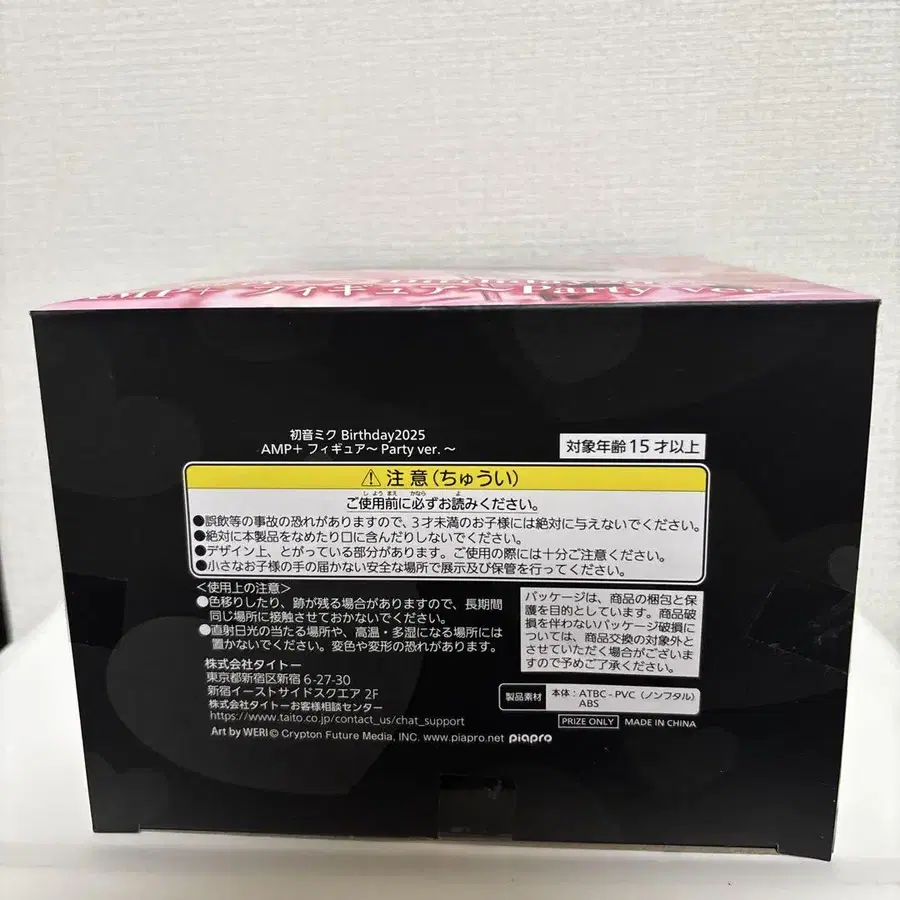 AMP+ フィギュア～Party ver.～
初音ミク Birthday2025
AMP+ フィギュア～ Party ver. ～
対象年齢15才以上
⚠注意(ちゅうい)
ご使用前に必ずお読みください。
●誤飲等の事故の恐れがありますので、3才未満のお子様には絶対に与えないでください。
●絶対に本製品をなめたり口に含んだりしないでください。
●デザイン上、とがっている部分があります。ご使用の際には十分ご注意ください。
●小さなお子様の手の届かない安全な場所で展示及び保管を行ってください。
<使用上の注意>
●色移りしたり、跡が残る場合がありますので、長期間
同じ場所に接触させておかないでください。
●直射日光の当たる場所や、高温・多湿になる場所には
置かないでください。変色や変形の恐れがあります。
パッケージは、商品の梱包と保
護を目的としています。商品破
損を伴わないパッケージ破損に
ついては、商品交換の対象外と
させていただく場合がございま
すので予めご了承ください。
株式会社タイトー
東京都新宿区新宿 6-27-30
新宿イーストサイドスクエア 2F
株式会社タイトーお客様相談センター
https://www.taito.co.jp/contact_us/chat_support
製品素材
本体:ATBC-PVC(ノンフタル)
ABS
PRIZE ONLY MADE IN CHINA
Art by WERI © Crypton Future Media, INC. www.piapro.net piapro